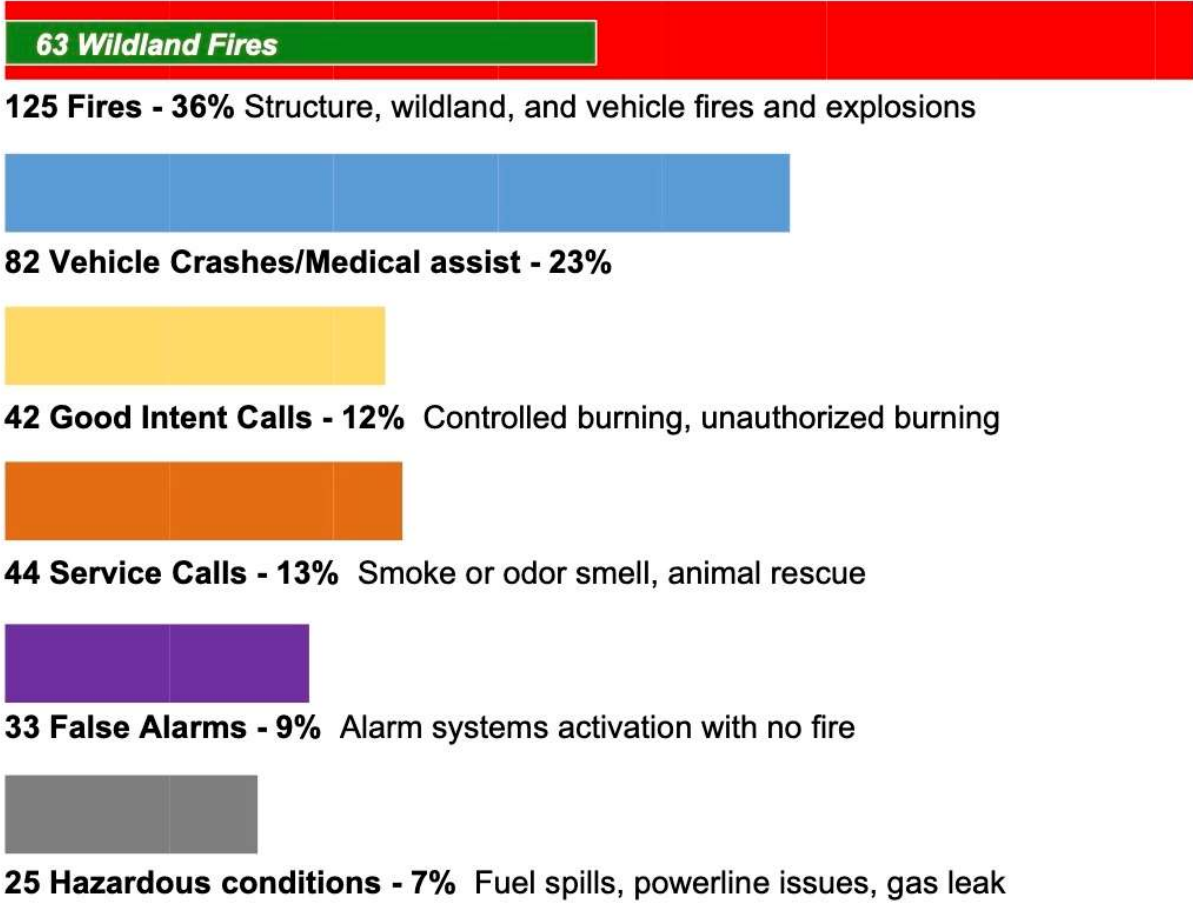 63 Wildland Fires
125 Fires - 36% Structure, wildland, and vehicle fires and explosions
82 Vehicle Crashes/Medical assist - 23%
42 Good Intent Calls - 12% Controlled burning, unauthorized burning
44 Service Calls - 13% Smoke or odor smell, animal rescue
33 False Alarms - 9% Alarm systems activation with no fire
25 Hazardous conditions - 7% Fuel spills, powerline issues, gas leak